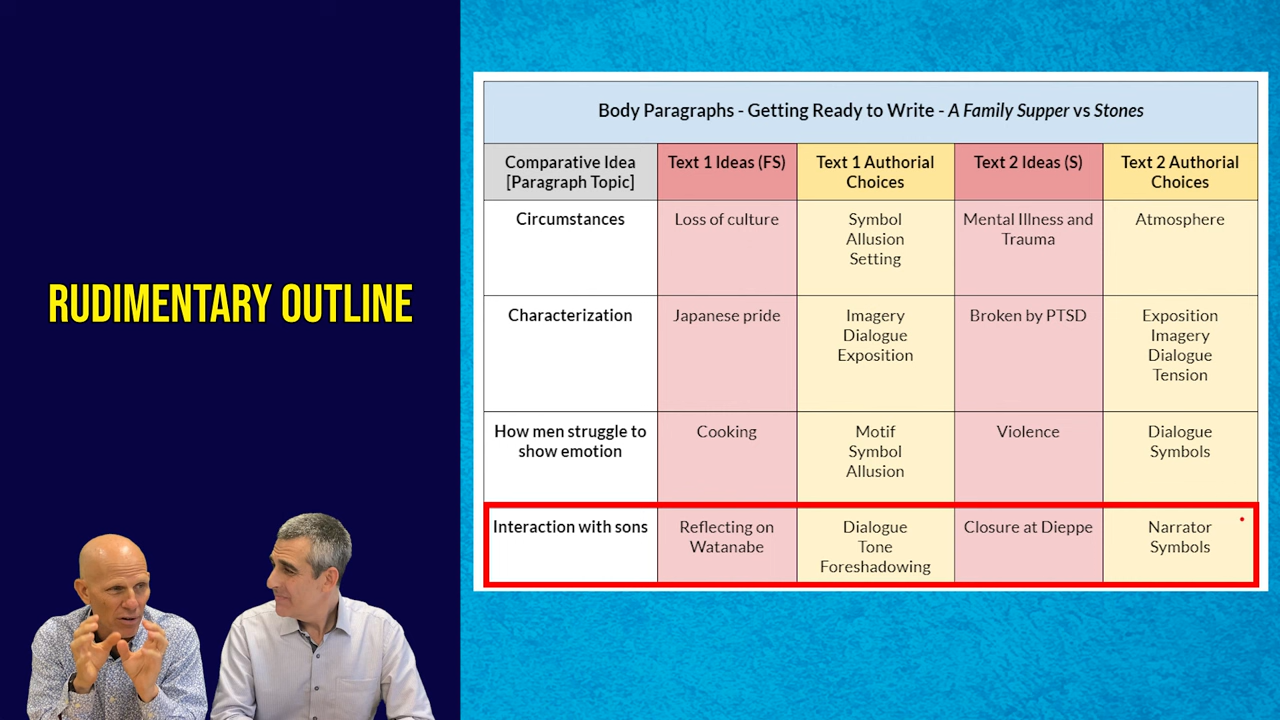 RUDIMENTARY OUTLINE
Body Paragraphs - Getting Ready to Write - A Family Supper vs Stones
Comparative Idea
[Paragraph Topic]
Text 1 Ideas (FS)
Text 1 Authorial
Choices
Text 2 Ideas (S)
Text 2 Authorial
Choices
Circumstances
Loss of culture
Symbol
Allusion
Setting
Mental Illness and
Trauma
Atmosphere
Characterization
Japanese pride
Imagery
Dialogue
Exposition
Broken by PTSD
Exposition
Imagery
Dialogue
Tension
How men struggle to
show emotion
Cooking
Motif
Symbol
Allusion
Violence
Dialogue
Symbols
Interaction with sons
Reflecting on
Watanabe
Dialogue
Tone
Foreshadowing
Closure at Dieppe
Narrator
Symbols